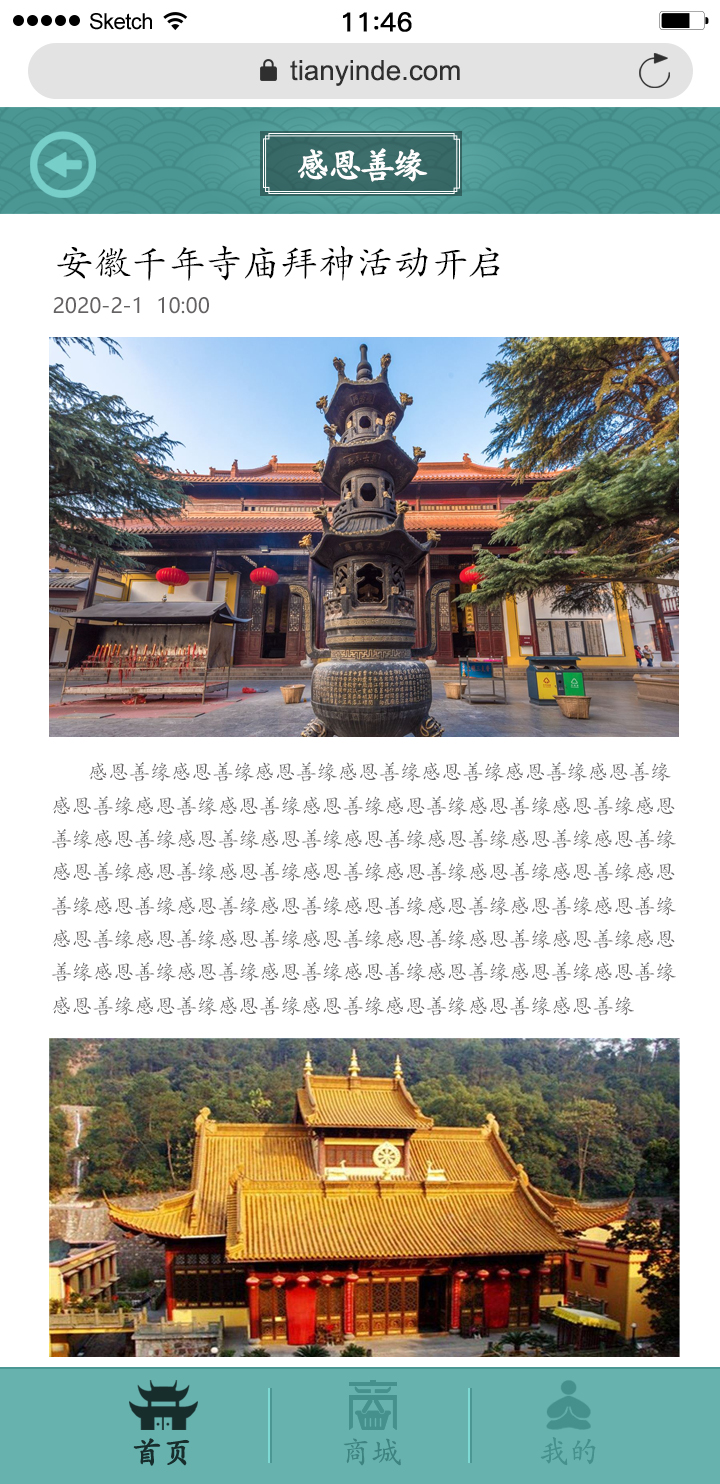 Sketch 11:46
tianyinde.com
感恩善缘
安徽千年寺庙拜神活动开启
2020-2-1 10:00
感恩善缘感恩善缘感恩善缘感恩善缘感恩善缘感恩善缘感恩善缘
感恩善缘感恩善缘感恩善缘感恩善缘感恩善缘感恩善缘感恩善缘感恩
善缘感恩善缘感恩善缘感恩善缘感恩善缘感恩善缘感恩善缘感恩善缘
感恩善缘感恩善缘感恩善缘感恩善缘感恩善缘感恩善缘感恩善缘感恩
善缘感恩善缘感恩善缘感恩善缘感恩善缘感恩善缘感恩善缘感恩善缘
感恩善缘感恩善缘感恩善缘感恩善缘感恩善缘感恩善缘感恩善缘感恩
善缘感恩善缘感恩善缘感恩善缘感恩善缘感恩善缘感恩善缘感恩善缘
感恩善缘感恩善缘感恩善缘感恩善缘感恩善缘感恩善缘感恩善缘
首页 商城 我的